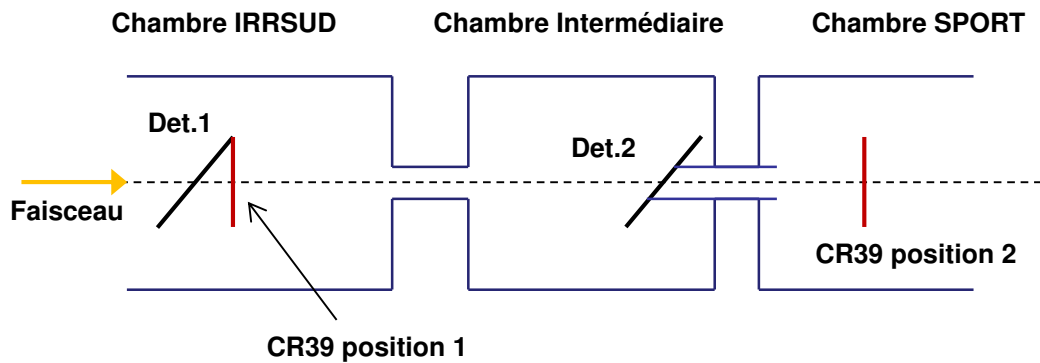 Chambre IRRSUD
Chambre Intermédiaire
Chambre SPORT
Det.1
Det.2
Faisceau
CR39 position 2
CR39 position 1